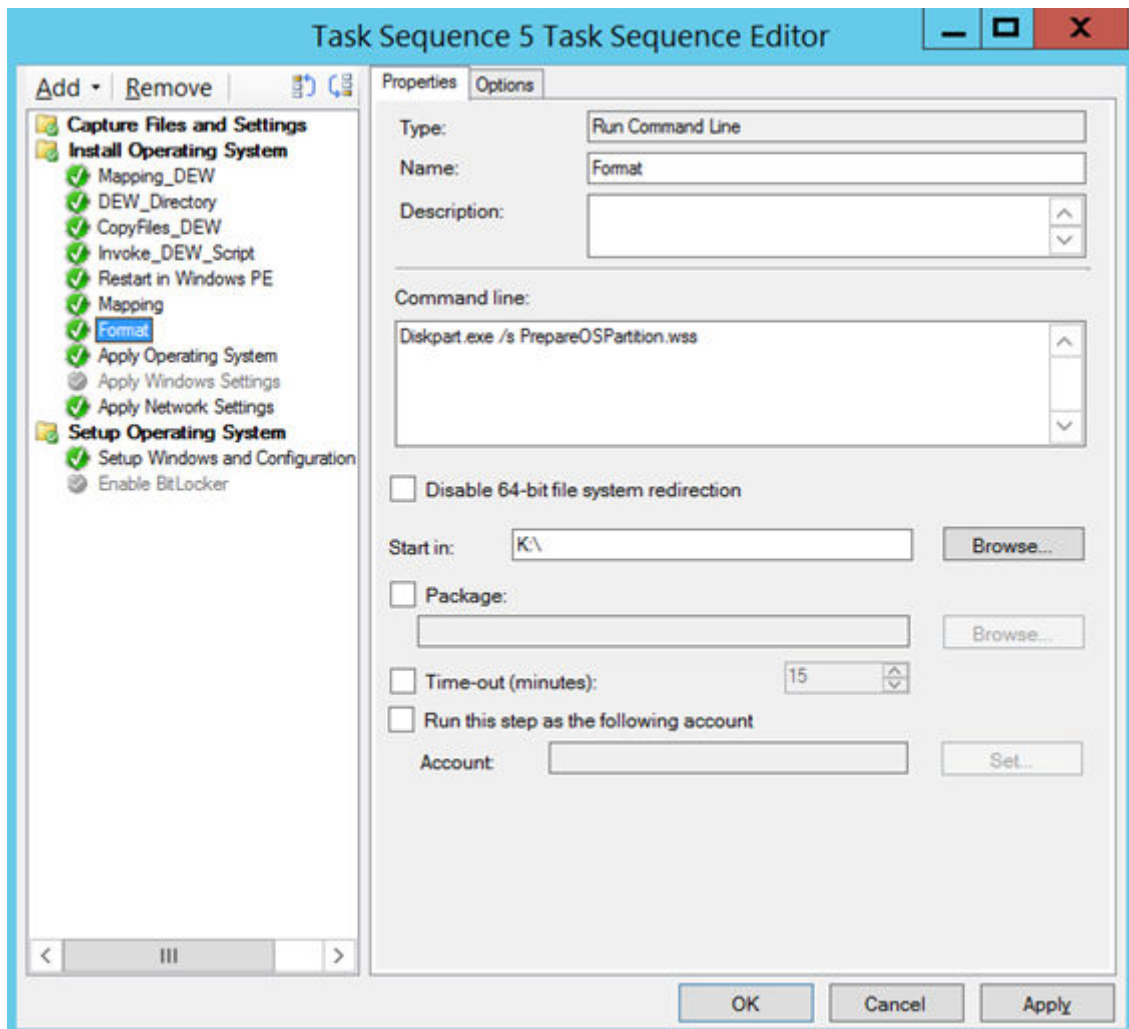 Task Sequence 5 Task Sequence Editor
Add
Remove
Capture Files and Settings
Install Operating System
Mapping_DEW
DEW_Directory
CopyFiles_DEW
Invoke_DEW_Script
Restart in Windows PE
Mapping
Format
Apply Operating System
Apply Windows Settings
Apply Network Settings
Setup Operating System
Setup Windows and Configuration
Enable BitLocker
Properties
Options
Type:
Run Command Line
Name:
Format
Description:
Command line:
Diskpart.exe /s PrepareOSPartition.wss
Disable 64-bit file system redirection
Start in:
K:\
Browse...
Package:
Browse...
Time-out (minutes):
15
Run this step as the following account
Account:
Set...
OK
Cancel
Apply